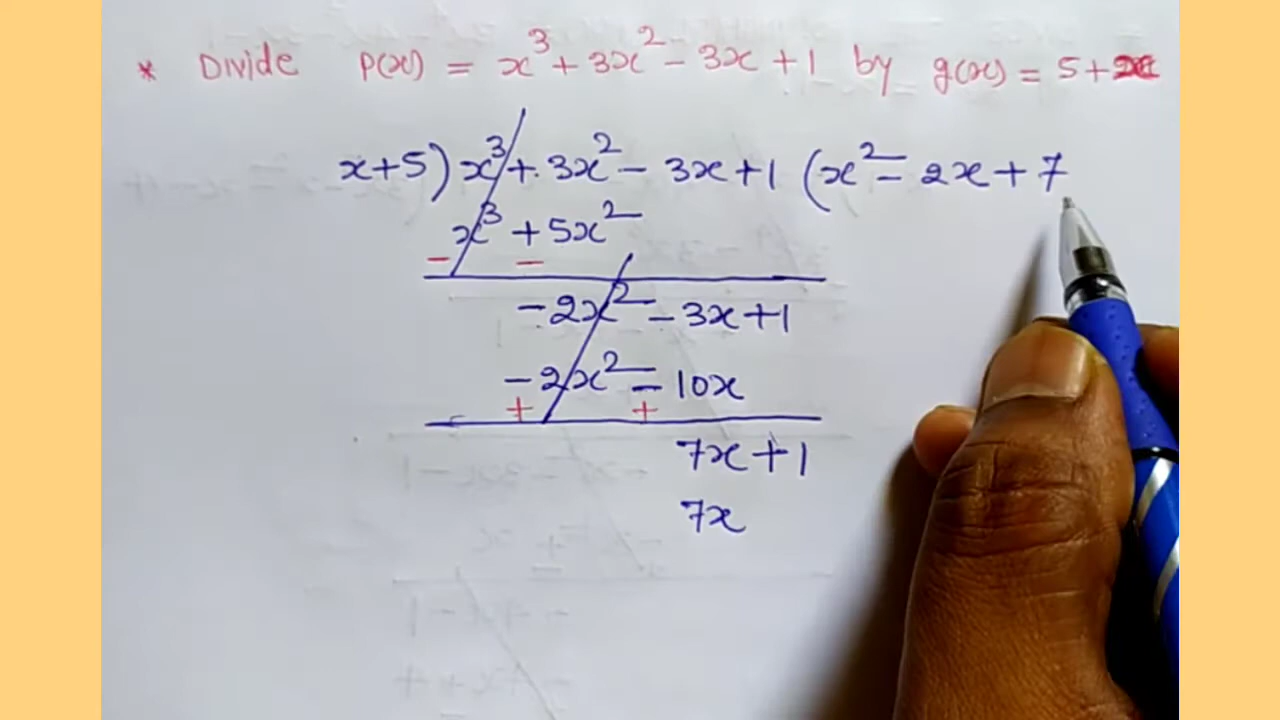 * Divide p(x) = x³ + 3x² - 3x + 1 by g(x) = 5 + x
x+5) x³ + 3x² - 3x + 1 (x² - 2x + 7
x³ + 5x²
- -
-2x² - 3x + 1
-2x² - 10x
+ +
7x + 1
7x